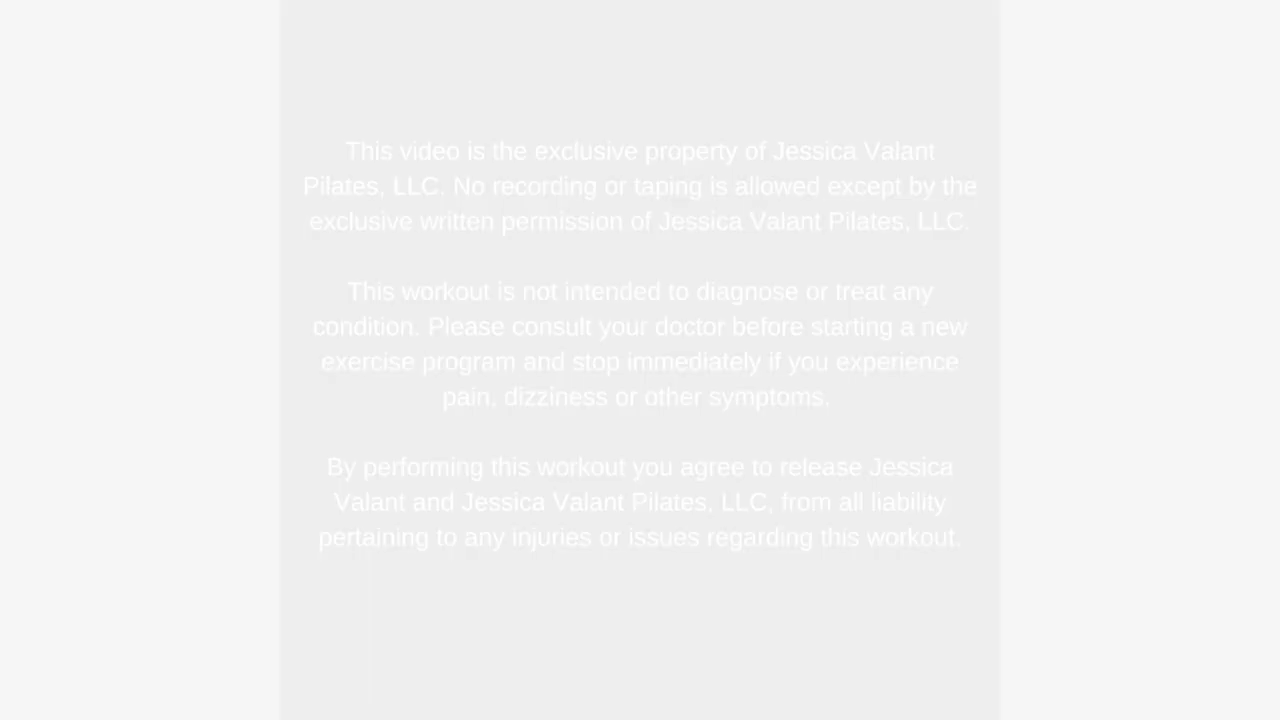 This video is the exclusive property of Jessica Valant
Pilates, LLC. No recording or taping is allowed except by the
exclusive written permission of Jessica Valant Pilates, LLC.
This workout is not intended to diagnose or treat any
condition. Please consult your doctor before starting a new
exercise program and stop immediately if you experience
pain, dizziness or other symptoms.
By performing this workout you agree to release Jessica
Valant and Jessica Valant Pilates, LLC, from all liability
pertaining to any injuries or issues regarding this workout.